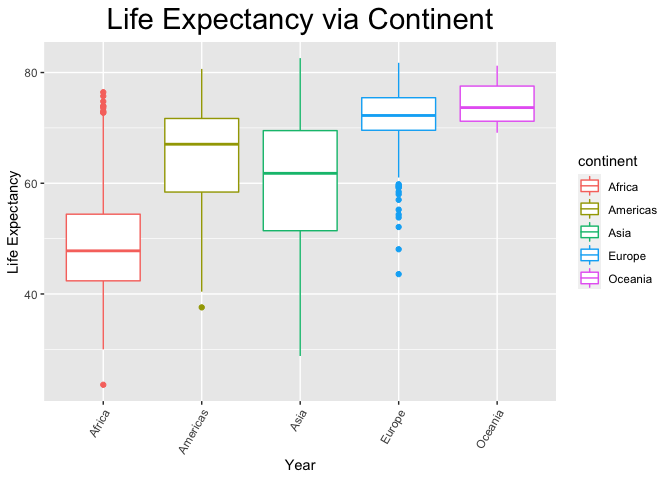 Life Expectancy via Continent
Life Expectancy
80
60
40
Africa
Americas
Asia
Europe
Oceania
Year
continent
Africa
Americas
Asia
Europe
Oceania